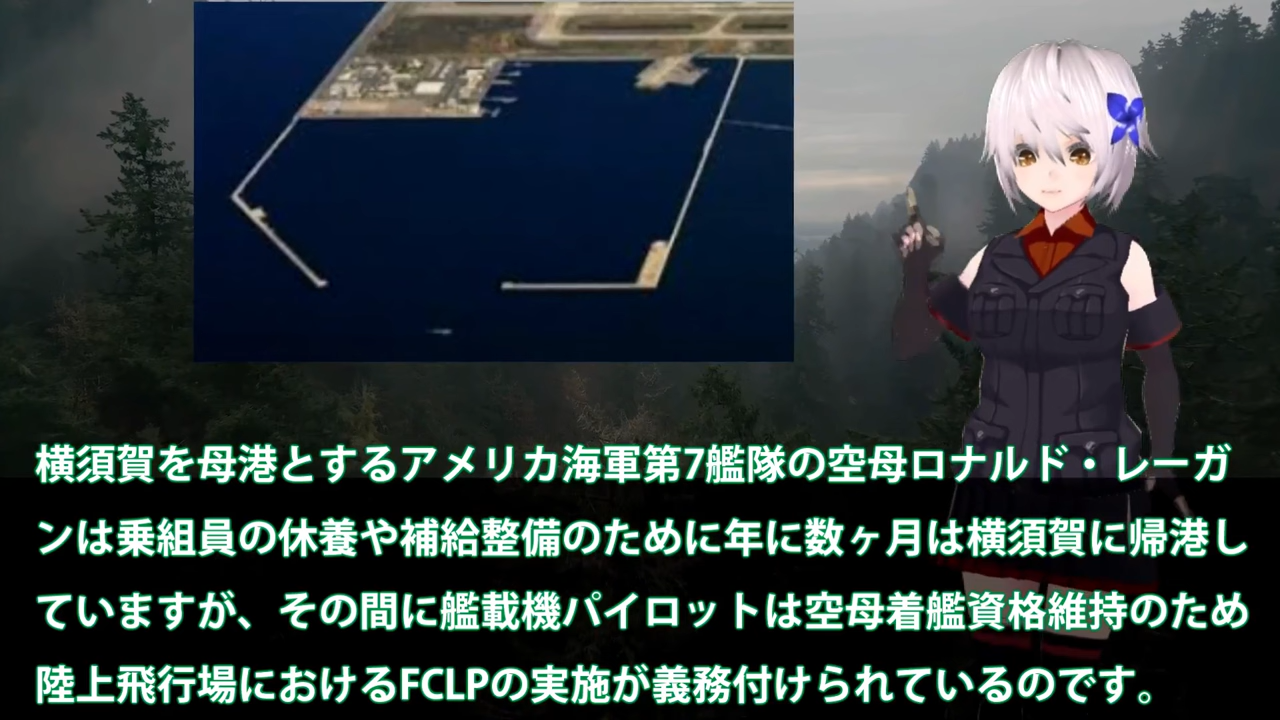 横須賀を母港とするアメリカ海軍第7艦隊の空母ロナルド・レーガ
ンは乗組員の休養や補給整備のために年に数ヶ月は横須賀に帰港し
ていますが、その間に艦載機パイロットは空母着艦資格維持のため
陸上飛行場におけるFCLPの実施が義務付けられているのです。